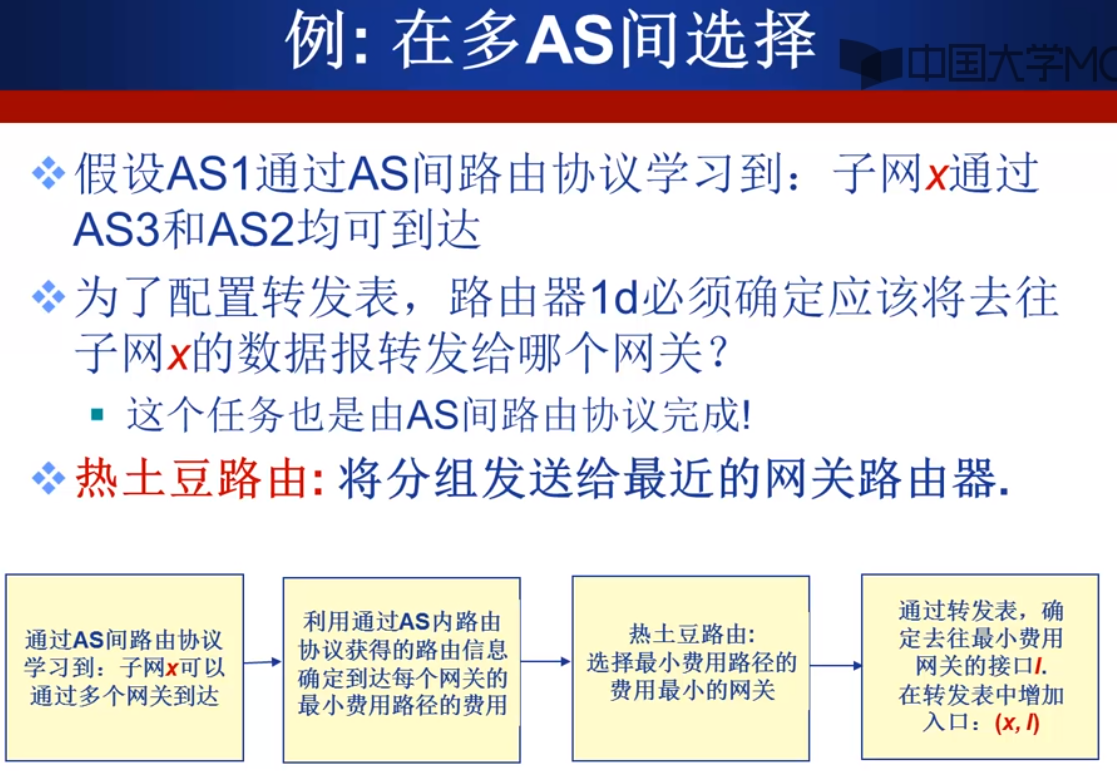 例: 在多AS间选择
中国大学MO
假设AS1通过AS间路由协议学习到：子网x通过
AS3和AS2均可到达
为了配置转发表，路由器1d必须确定应该将去往
子网x的数据报转发给哪个网关？
这个任务也是由AS间路由协议完成!
热土豆路由: 将分组发送给最近的网关路由器.
通过AS间路由协议
学习到：子网x可以
通过多个网关到达
利用通过AS内路由
协议获得的路由信息
确定到达每个网关的
最小费用路径的费用
热土豆路由:
选择最小费用路径的
费用最小的网关
通过转发表，确
定去往最小费用
网关的接口I.
在转发表中增加
入口：(x, I)